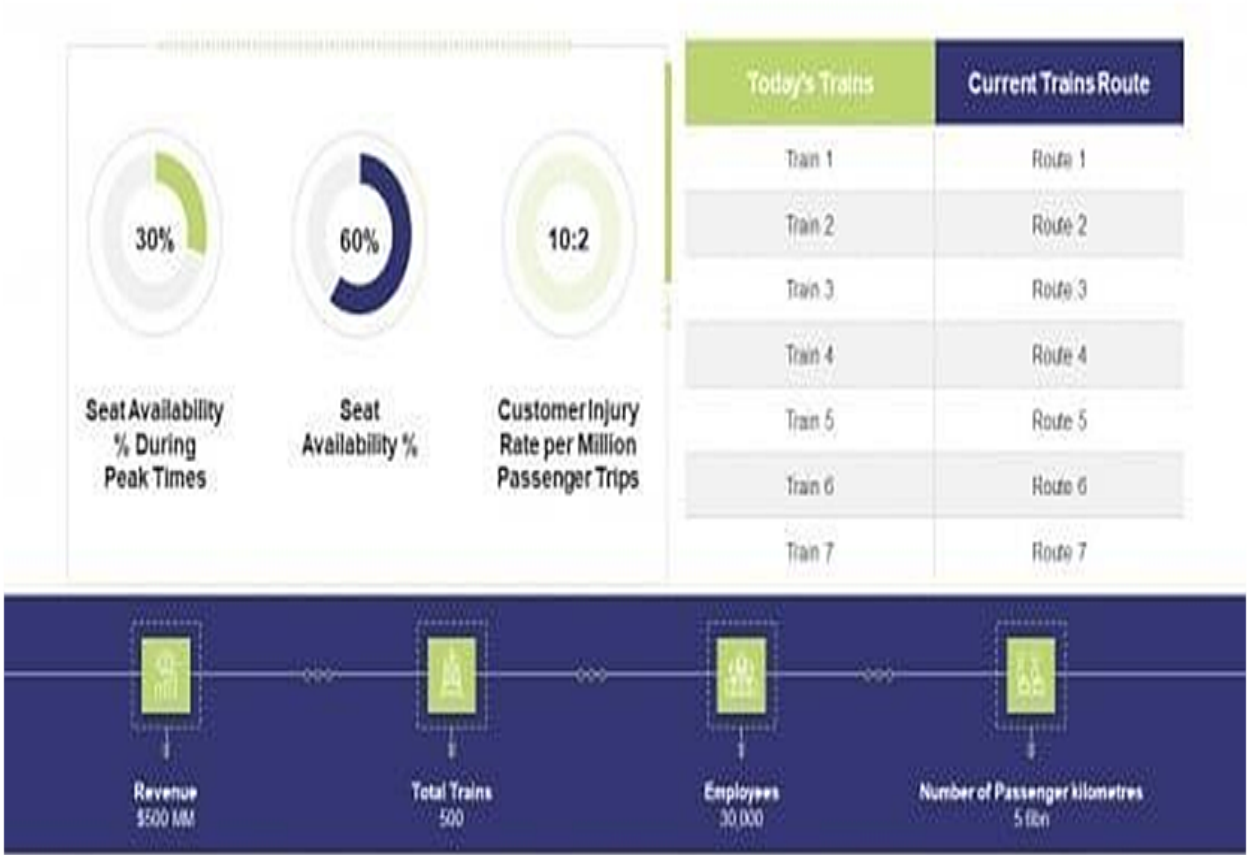 30%
60%
10:2
Seat Availability
% During
Peak Times
Seat
Availability %
Customer Injury
Rate per Million
Passenger Trips
Today's Trains Current Trains Route
Train 1 Route 1
Train 2 Route 2
Train 3 Route 3
Train 4 Route 4
Train 5 Route 5
Train 6 Route 6
Train 7 Route 7
Revenue
$500 MM
Total Trains
500
Employees
30,000
Number of Passenger kilometres